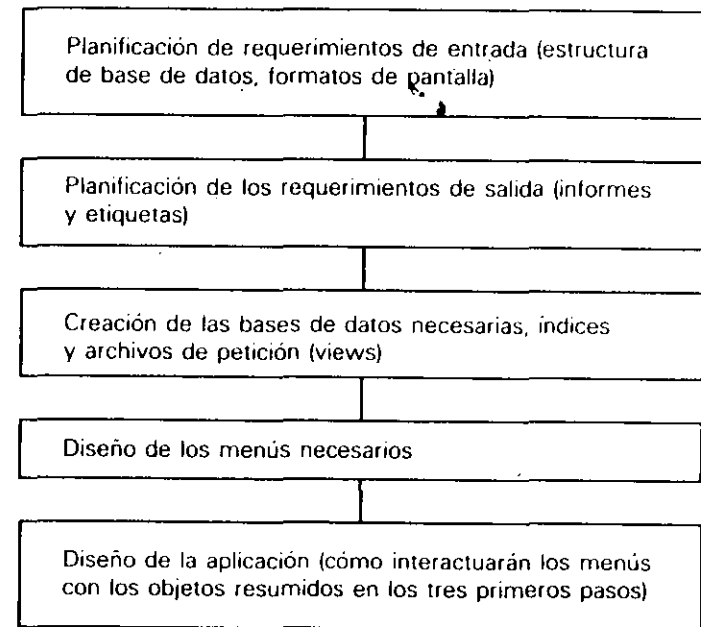 Planificación de requerimientos de entrada (estructura
de base de datos, formatos de pantalla)
Planificación de los requerimientos de salida (informes
y etiquetas)
Creación de las bases de datos necesarias, índices
y archivos de petición (views)
Diseño de los menús necesarios
Diseño de la aplicación (cómo interactuarán los menús
con los objetos resumidos en los tres primeros pasos)